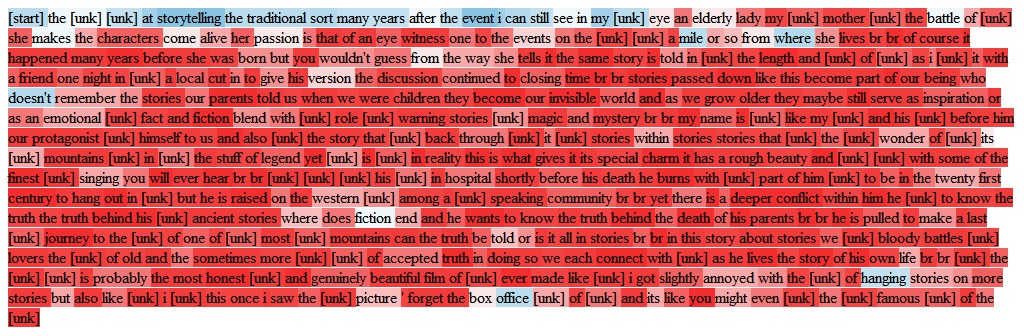 [start] the [unk] [unk] at storytelling the traditional sort many years after the event i can still see in my [unk] eye an elderly lady my [unk] mother [unk] the battle of [unk]
she makes the characters come alive her passion is that of an eye witness one to the events on the [unk] [unk] a mile or so from where she lives br br of course it
happened many years before she was born but you wouldn't guess from the way she tells it the same story is told in [unk] the length and [unk] of [unk] as i [unk] it with
a friend one night in [unk] a local cut in to give his version the discussion continued to closing time br br stories passed down like this become part of our being who
doesn't remember the stories our parents told us when we were children they become our invisible world and as we grow older they maybe still serve as inspiration or
as an emotional [unk] fact and fiction blend with [unk] role [unk] warning stories [unk] magic and mystery br br my name is [unk] like my [unk] and his [unk] before him
our protagonist [unk] himself to us and also [unk] the story that [unk] back through [unk] it [unk] stories within stories stories that [unk] the [unk] wonder of [unk] its
[unk] mountains [unk] in [unk] the stuff of legend yet [unk] is [unk] in reality this is what gives it its special charm it has a rough beauty and [unk] [unk] with some of the
finest [unk] singing you will ever hear br br [unk] [unk] [unk] his [unk] in hospital shortly before his death he burns with [unk] part of him [unk] to be in the twenty first
century to hang out in [unk] but he is raised on the western [unk] among a [unk] speaking community br br yet there is a deeper conflict within him he [unk] to know the
truth the truth behind his [unk] ancient stories where does fiction end and he wants to know the truth behind the death of his parents br br he is pulled to make a last
[unk] journey to the [unk] of one of [unk] most [unk] mountains can the truth be told or is it all in stories br br in this story about stories we [unk] bloody battles [unk]
lovers the [unk] of old and the sometimes more [unk] [unk] of accepted truth in doing so we each connect with [unk] as he lives the story of his own life br br [unk] the
[unk] [unk] is probably the most honest [unk] and genuinely beautiful film of [unk] ever made like [unk] i got slightly annoyed with the [unk] of hanging stories on more
stories but also like [unk] i [unk] this once i saw the [unk] picture ' forget the box office [unk] of [unk] and its like you might even [unk] the [unk] famous [unk] of the
[unk]